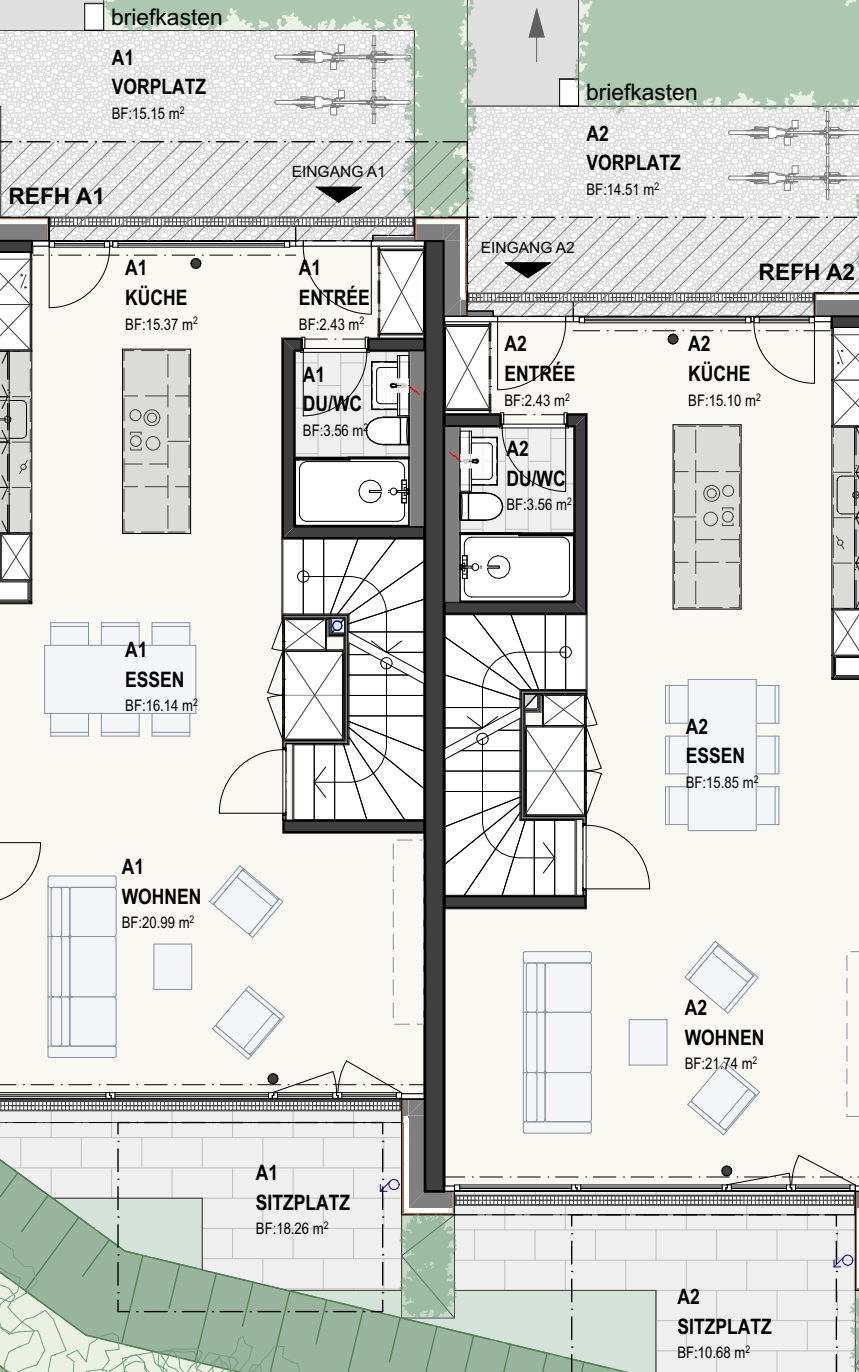 briefkasten
A1
VORPLATZ
BF:15.15 m²
briefkasten
A2
VORPLATZ
BF:14.51 m²
EINGANG A1
REFH A1
EINGANG A2
REFH A2
A1
KÜCHE
BF:15.37 m²
A1
ENTRÉE
BF:2.43 m²
A2
ENTRÉE
BF:2.43 m²
A2
KÜCHE
BF:15.10 m²
A1
DU/WC
BF:3.56 m²
A2
DU/WC
BF:3.56 m²
A1
ESSEN
BF:16.14 m²
A2
ESSEN
BF:15.85 m²
A1
WOHNEN
BF:20.99 m²
A2
WOHNEN
BF:21.74 m²
A1
SITZPLATZ
BF:18.26 m²
A2
SITZPLATZ
BF:10.68 m²